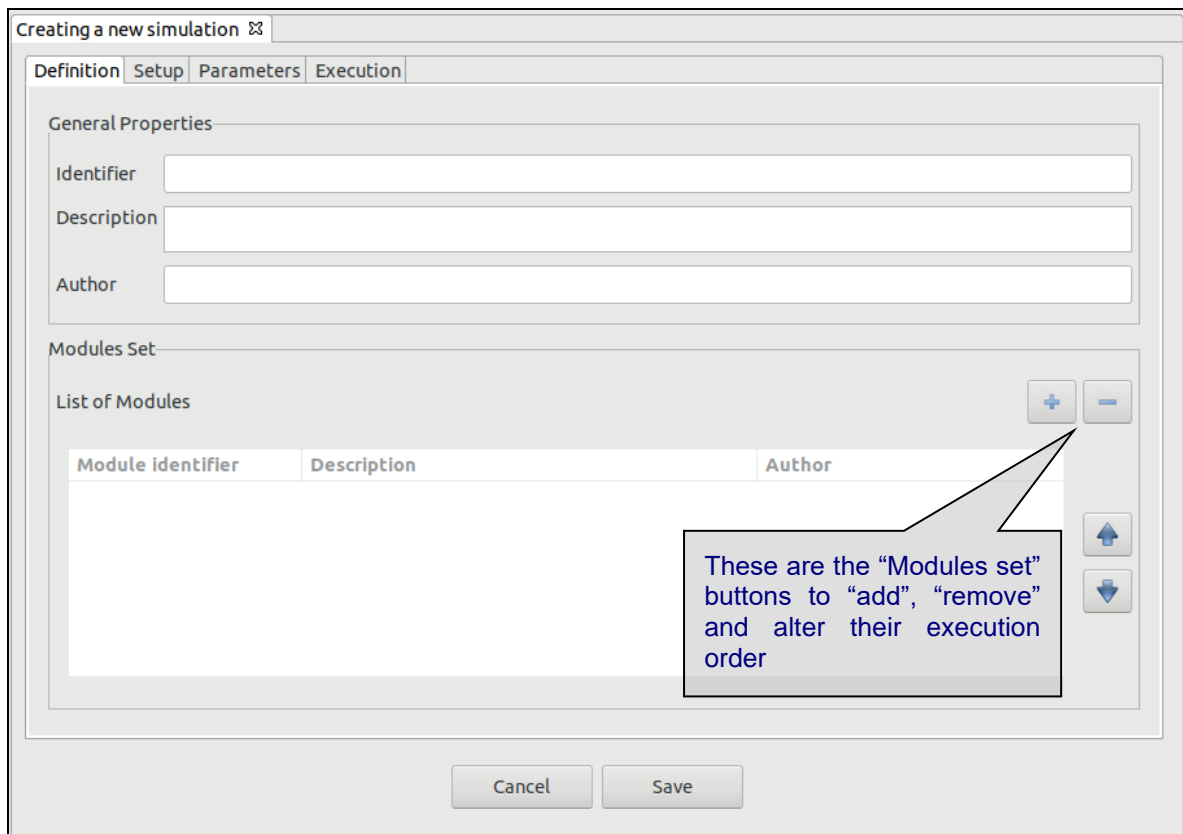 Creating a new simulation
Definition Setup Parameters Execution
General Properties
Identifier
Description
Author
Modules Set
List of Modules
Module identifier Description Author
These are the “Modules set”
buttons to “add”, “remove”
and alter their execution
order
Cancel Save